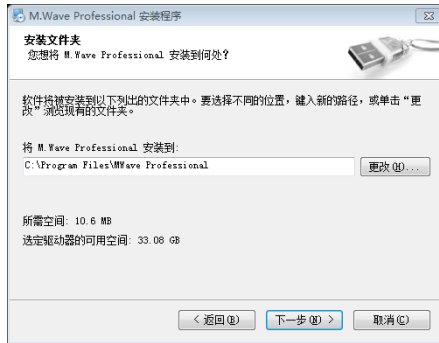 M.Wave Professional 安装程序
安装文件夹
您想将 M.Wave Professional 安装到何处?
软件将被安装到以下列出的文件夹中。要选择不同的位置，键入新的路径，或单击“更
改”浏览现有的文件夹。
将 M.Wave Professional 安装到:
C:\Program Files\MWave Professional
更改(H)...
所需空间: 10.6 MB
选定驱动器的可用空间: 33.08 GB
< 返回(B)
下一步(N) >
取消(C)